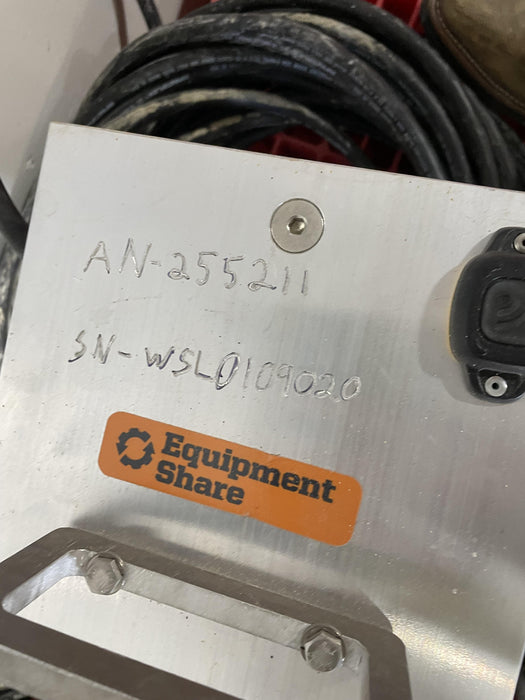 AN-255211
SN-WSL0109020
Equipment
Share